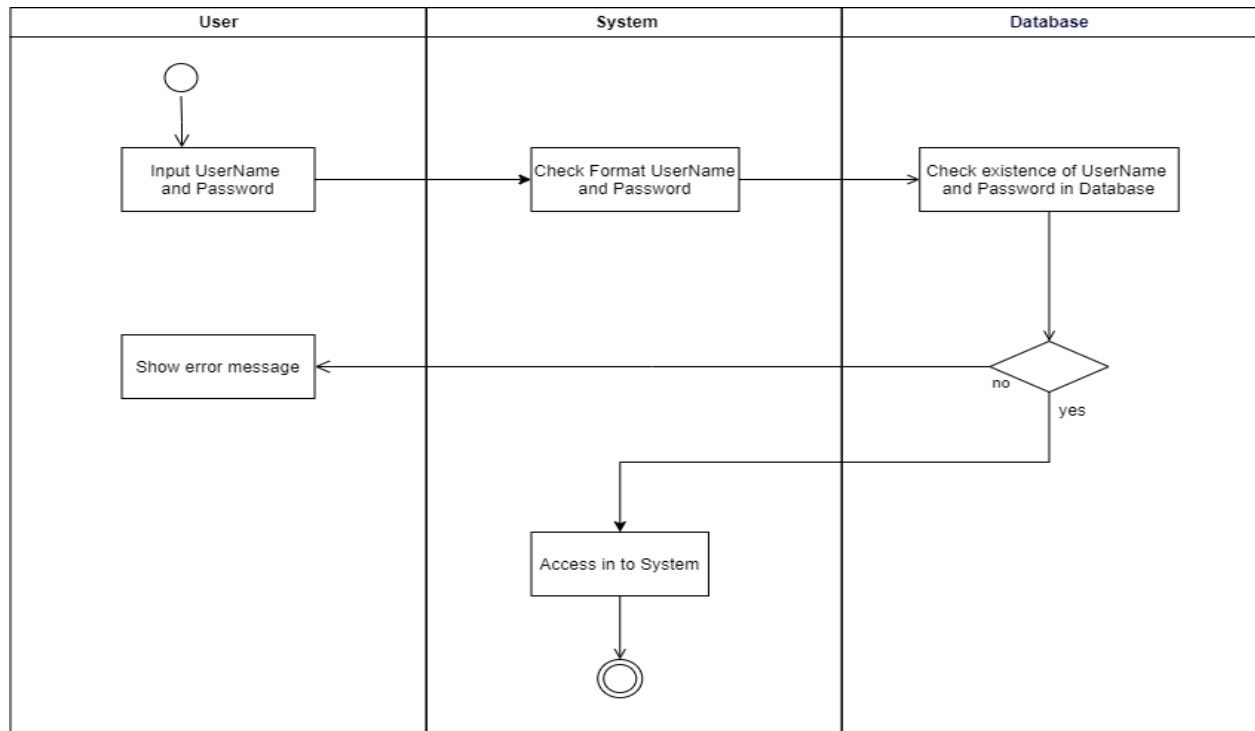 User
System
Database
Input UserName
and Password
Check Format UserName
and Password
Check existence of UserName
and Password in Database
Show error message
no
yes
Access in to System